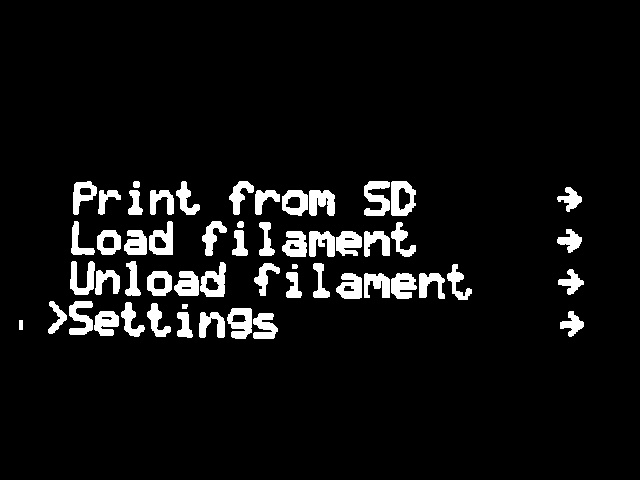 Print from SD →
Load filament →
Unload filament →
>Settings →